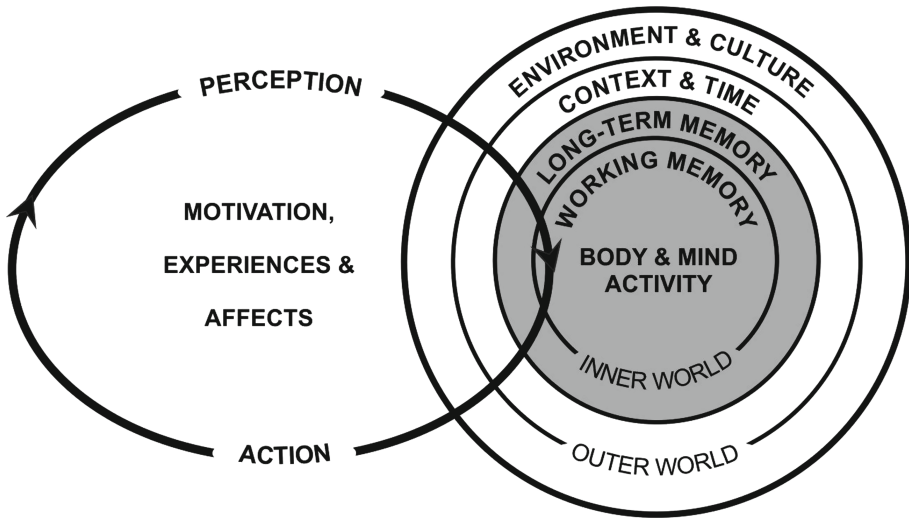 PERCEPTION
MOTIVATION,
EXPERIENCES &
AFFECTS
ACTION
ENVIRONMENT & CULTURE
CONTEXT & TIME
LONG-TERM MEMORY
WORKING MEMORY
BODY & MIND
ACTIVITY
INNER WORLD
OUTER WORLD